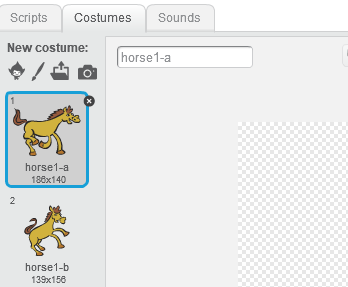 Scripts Costumes Sounds
New costume:
horse1-a
1
horse1-a
186x140
2
horse1-b
139x156